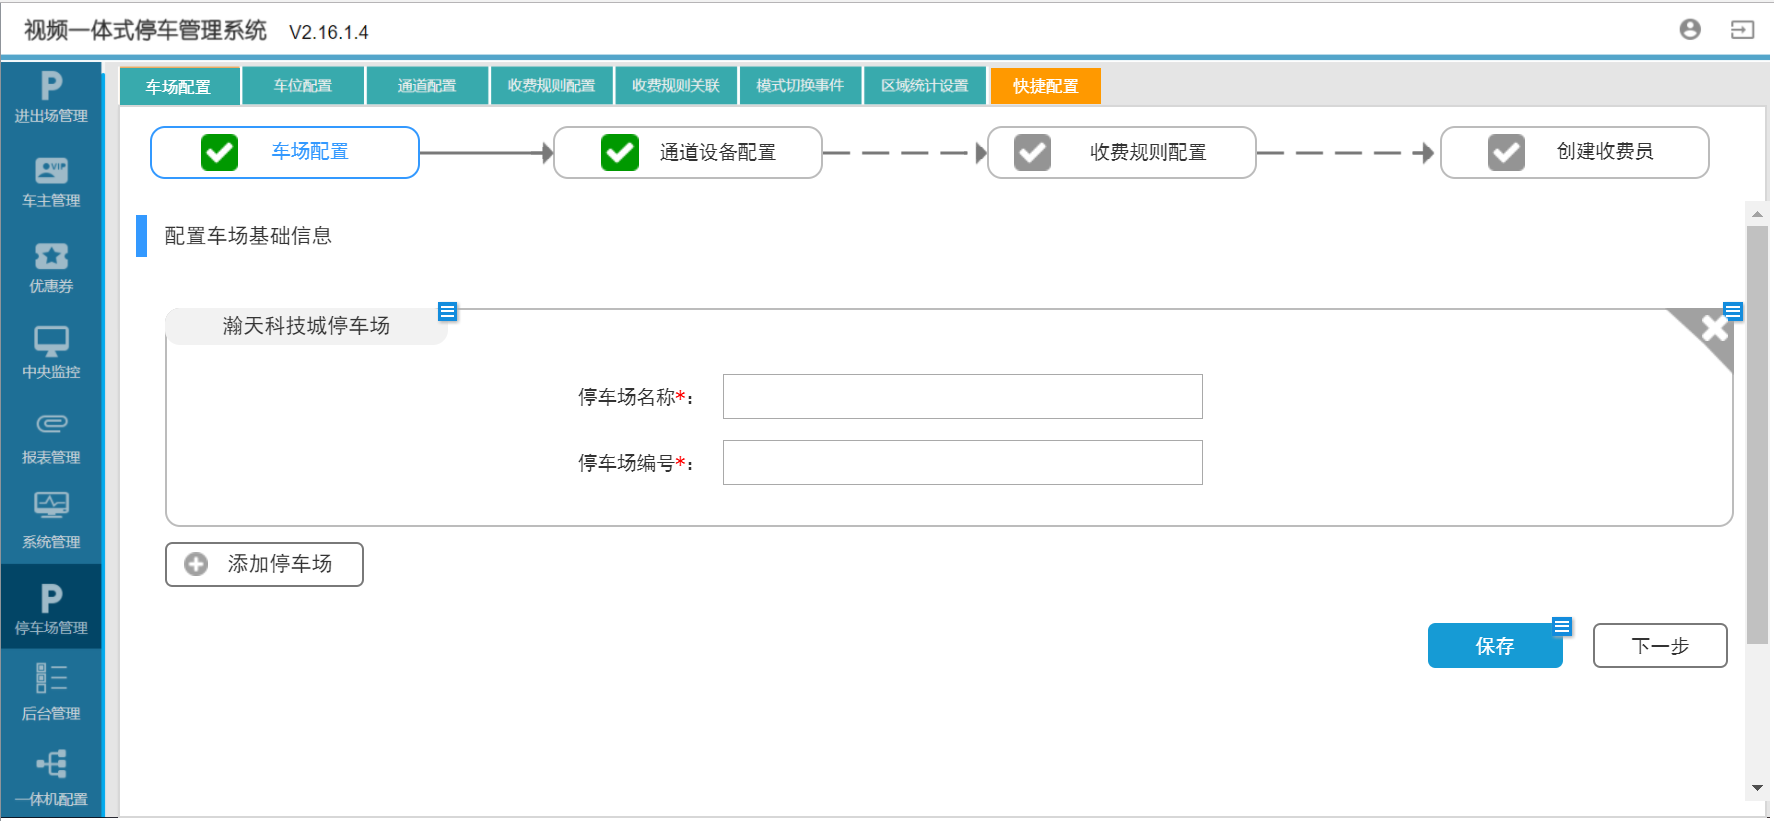 视频一体式停车管理系统 V2.16.1.4
进出场管理
车主管理
优惠券
中央监控
报表管理
系统管理
停车场管理
后台管理
一体机配置
车场配置 车位配置 通道配置 收费规则配置 收费规则关联 模式切换事件 区域统计设置 快捷配置
车场配置 通道设备配置 收费规则配置 创建收费员
配置车场基础信息
瀚天科技城停车场
停车场名称*：
停车场编号*：
添加停车场
保存 下一步